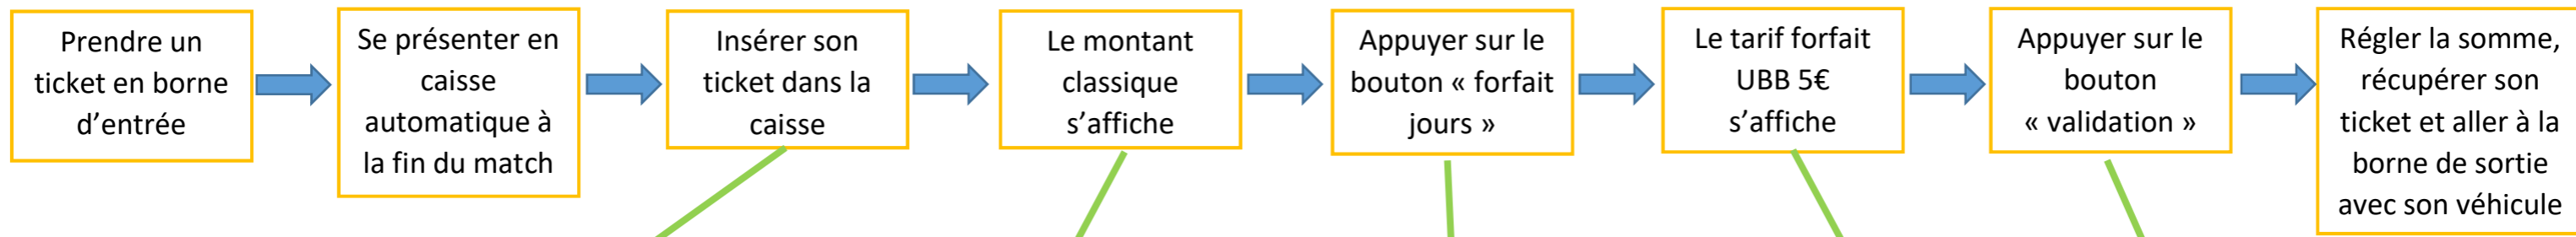 Prendre un
ticket en borne
d’entrée
Se présenter en
caisse
automatique à
la fin du match
Insérer son
ticket dans la
caisse
Le montant
classique
s’affiche
Appuyer sur le
bouton « forfait
jours »
Le tarif forfait
UBB 5€
s’affiche
Appuyer sur le
bouton
« validation »
Régler la somme,
récupérer son
ticket et aller à la
borne de sortie
avec son véhicule